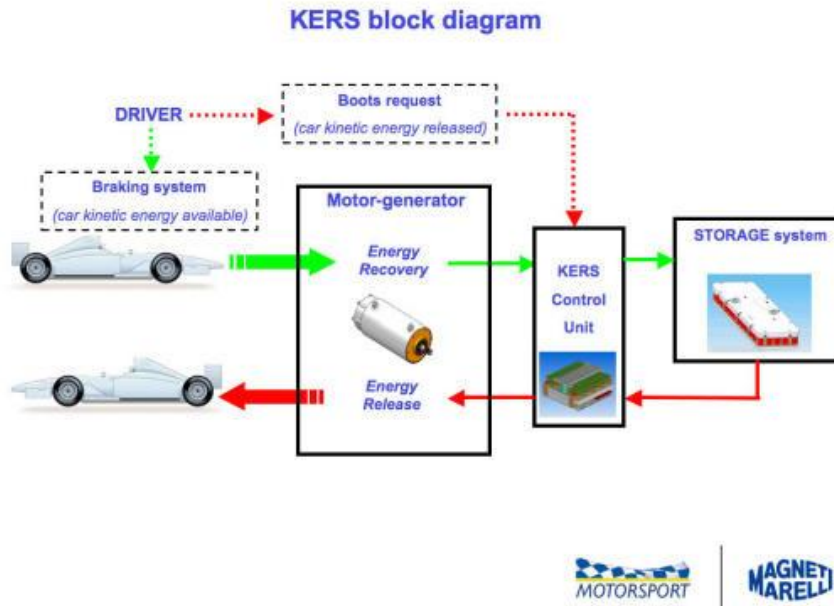 KERS block diagram
DRIVER
Boots request
(car kinetic energy released)
Braking system
(car kinetic energy available)
Motor-generator
Energy
Recovery
Energy
Release
KERS
Control
Unit
STORAGE system
MOTORSPORT
MAGNETI
MARELLI